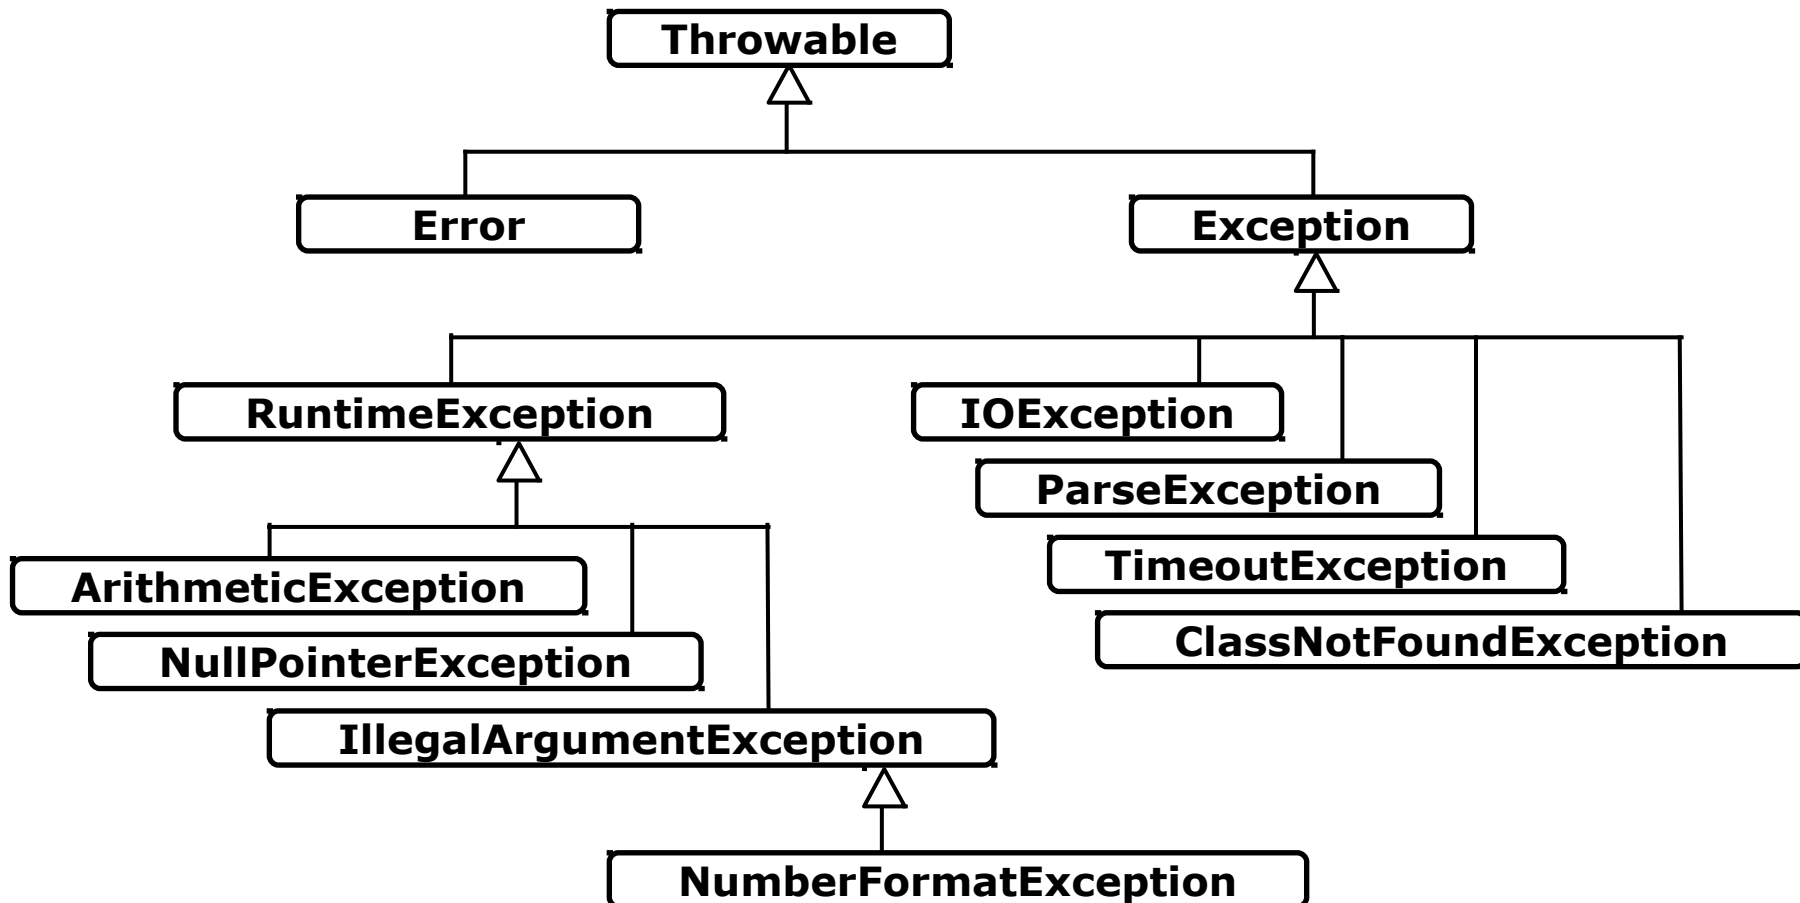 Throwable
Error
Exception
RuntimeException
IOException
ParseException
TimeoutException
ArithmeticException
ClassNotFoundException
NullPointerException
IllegalArgumentException
NumberFormatException